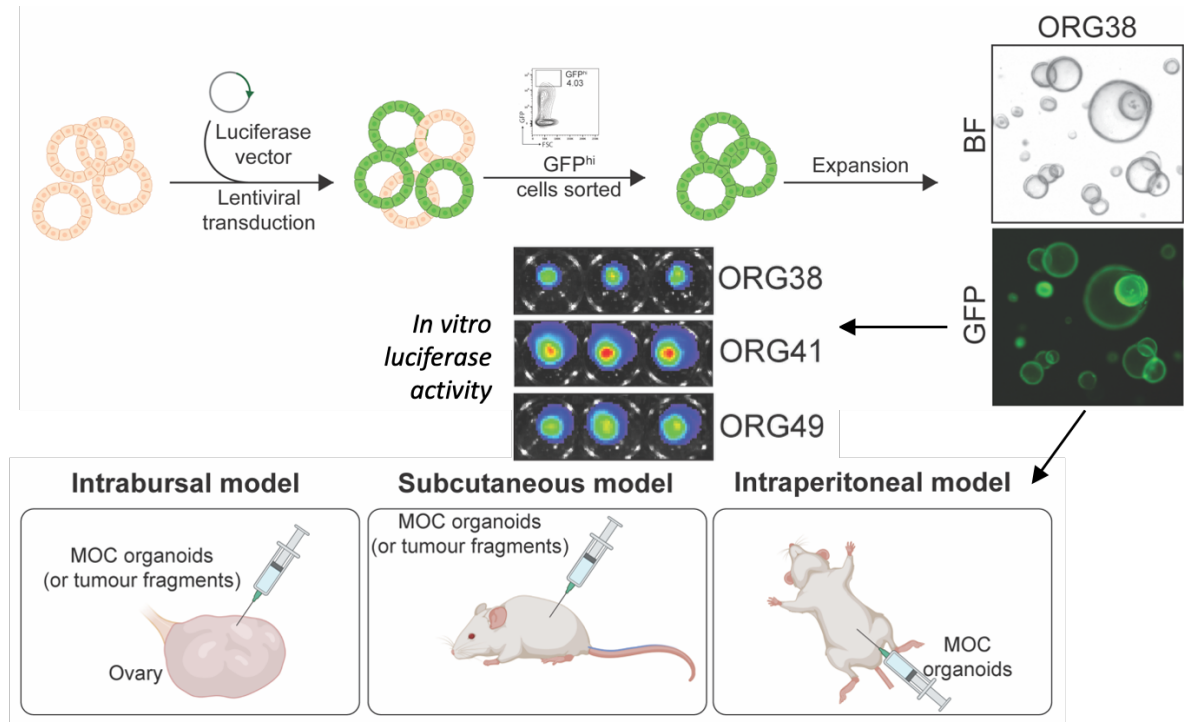 ORG38
BF
GFP
Luciferase
vector
Lentiviral
transduction
GFPhi
4.03
GFP
FSC
GFPhi
cells sorted
Expansion
In vitro
luciferase
activity
ORG38
ORG41
ORG49
Intrabursal model
MOC organoids
(or tumour fragments)
Ovary
Subcutaneous model
MOC organoids
(or tumour fragments)
Intraperitoneal model
MOC
organoids